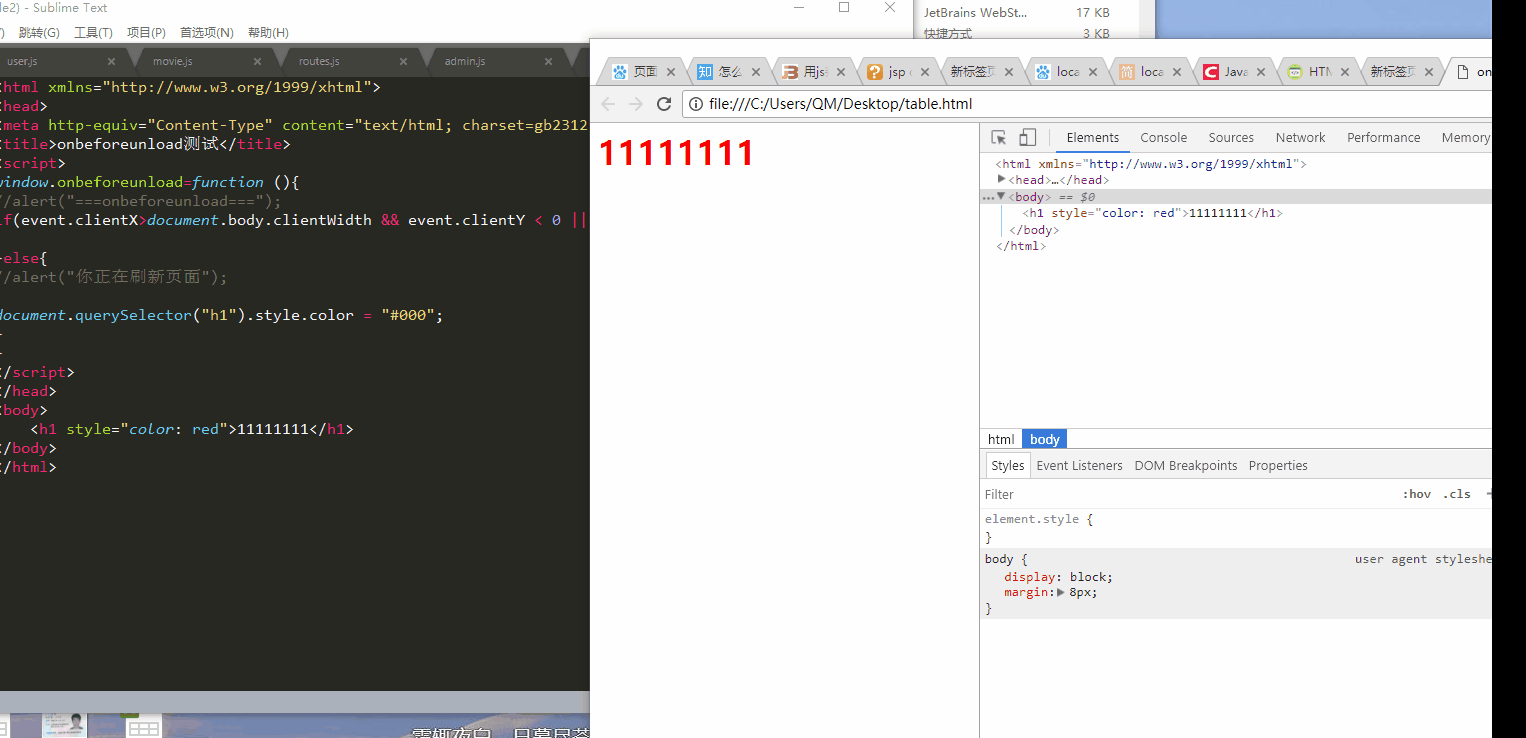 le2) - Sublime Text
跳转(G) 工具(T) 项目(P) 首选项(N) 帮助(H)
user.js movie.js routes.js admin.js
<html xmlns="http://www.w3.org/1999/xhtml">
<head>
<meta http-equiv="Content-Type" content="text/html; charset=gb2312
<title>onbeforeunload测试</title>
<script>
window.onbeforeunload=function (){
//alert("===onbeforeunload===");
if(event.clientX>document.body.clientWidth && event.clientY < 0 ||
}else{
//alert("你正在刷新页面");
document.querySelector("h1").style.color = "#000";
}
}
</script>
</head>
<body>
<h1 style="color: red">11111111</h1>
</body>
</html>
JetBrains WebSt... 17 KB
快捷方式 3 KB
页面 知 怎么 用js jsp 新标签页 loca 简 loca C Java HTM 新标签页 on
file:///C:/Users/QM/Desktop/table.html
11111111
Elements Console Sources Network Performance Memory
<html xmlns="http://www.w3.org/1999/xhtml">
<head>…</head>
<body> == $0
<h1 style="color: red">11111111</h1>
</body>
</html>
html body
Styles Event Listeners DOM Breakpoints Properties
Filter :hov .cls +
element.style {
}
body { user agent styleshe
display: block;
margin: 8px;
}